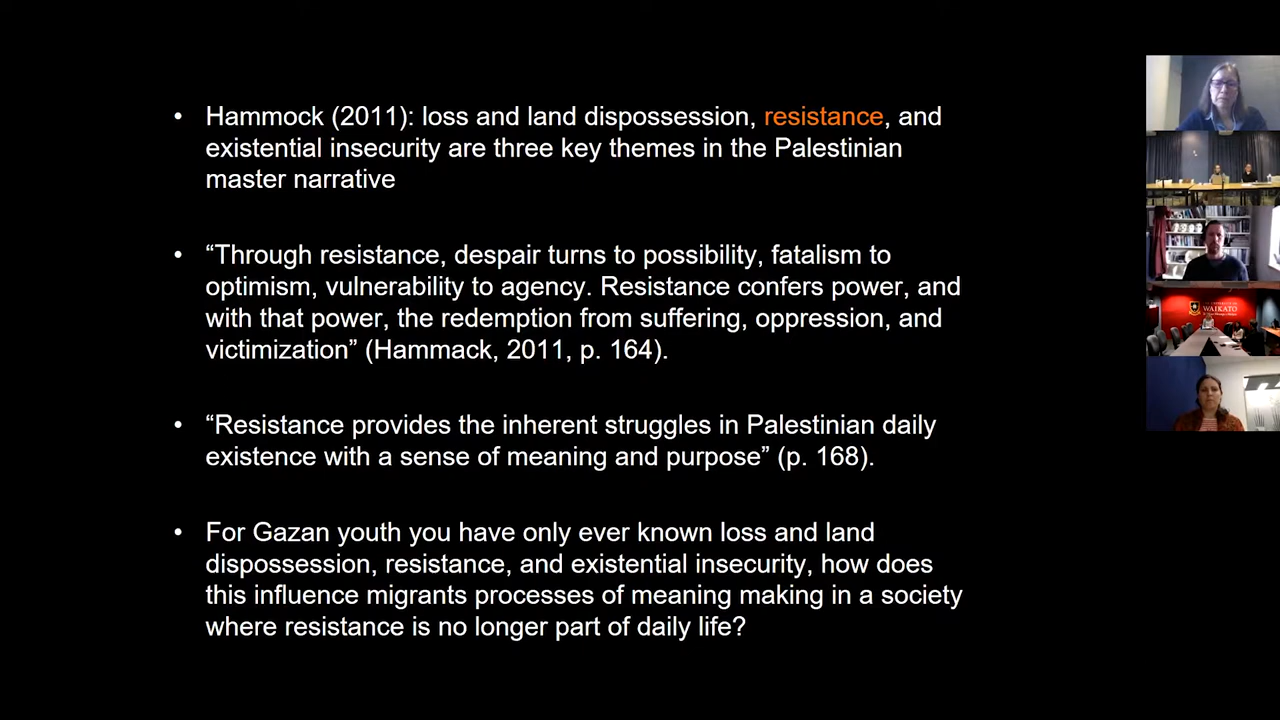 • Hammock (2011): loss and land dispossession, resistance, and
existential insecurity are three key themes in the Palestinian
master narrative
• “Through resistance, despair turns to possibility, fatalism to
optimism, vulnerability to agency. Resistance confers power, and
with that power, the redemption from suffering, oppression, and
victimization” (Hammack, 2011, p. 164).
• “Resistance provides the inherent struggles in Palestinian daily
existence with a sense of meaning and purpose” (p. 168).
• For Gazan youth you have only ever known loss and land
dispossession, resistance, and existential insecurity, how does
this influence migrants processes of meaning making in a society
where resistance is no longer part of daily life?
WAIKATO